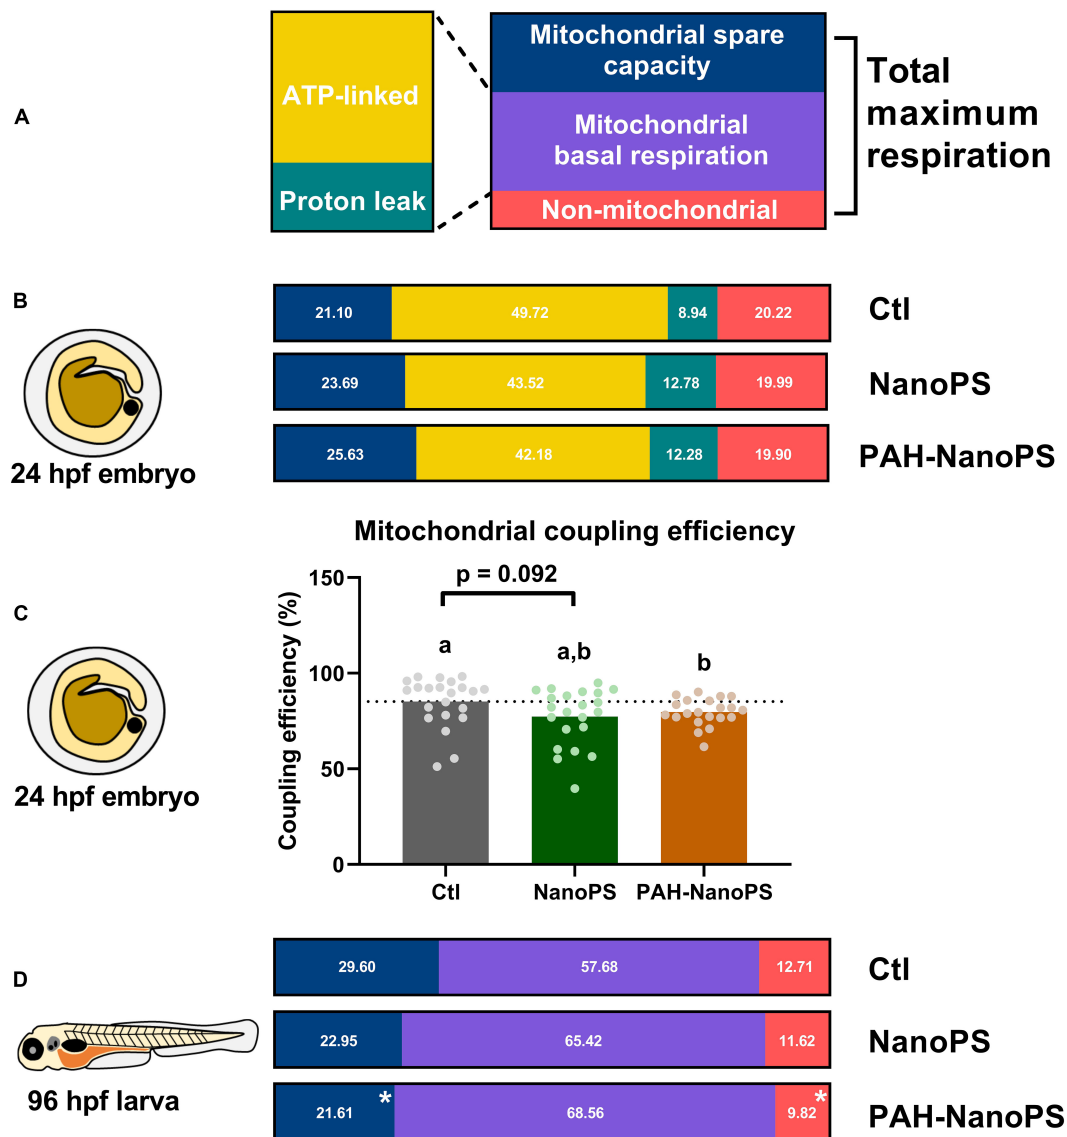 A
ATP-linked
Proton leak
Mitochondrial spare
capacity
Mitochondrial
basal respiration
Non-mitochondrial
Total
maximum
respiration
B
24 hpf embryo
21.10 49.72 8.94 20.22 Ctl
23.69 43.52 12.78 19.99 NanoPS
25.63 42.18 12.28 19.90 PAH-NanoPS
C
24 hpf embryo
Mitochondrial coupling efficiency
p = 0.092
Coupling efficiency (%)
150
100
50
0
a a,b b
Ctl NanoPS PAH-NanoPS
D
96 hpf larva
29.60 57.68 12.71 Ctl
22.95 65.42 11.62 NanoPS
21.61 * 68.56 9.82 * PAH-NanoPS